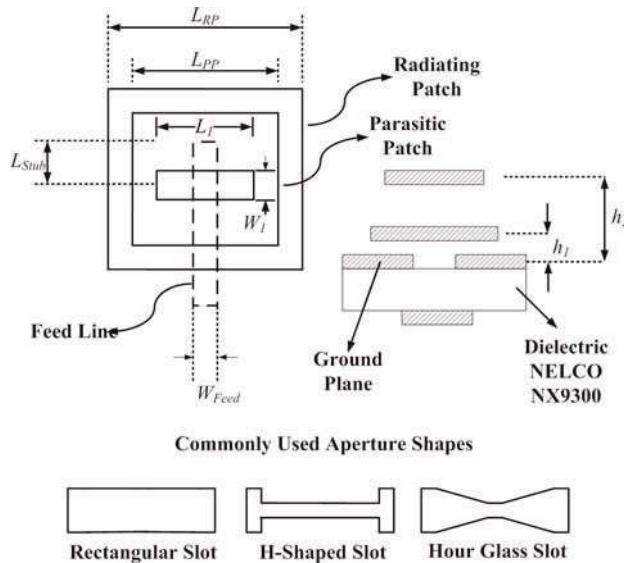 L_RP
L_PP
Radiating
Patch
L_1
Parasitic
Patch
L_Stub
W_1
h_1
Feed Line
Ground
Plane
Dielectric
NELCO
NX9300
W_Feed
Commonly Used Aperture Shapes
Rectangular Slot
H-Shaped Slot
Hour Glass Slot